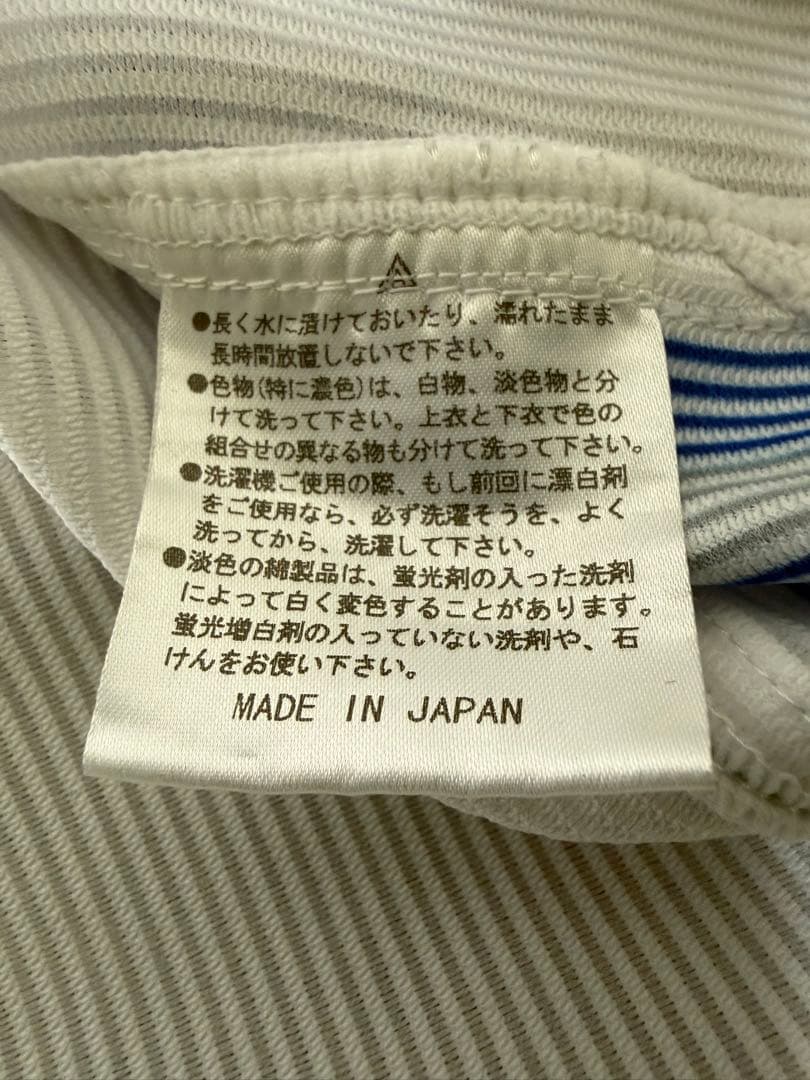 ●長く水に漬けておいたり、濡れたまま
長時間放置しないで下さい。
●色物(特に濃色)は、白物、淡色物と分
けて洗って下さい。上衣と下衣で色の
組合せの異なる物も分けて洗って下さい。
●洗濯機ご使用の際、もし前回に漂白剤
をご使用なら、必ず洗濯そうを、よく
洗ってから、洗濯して下さい。
●淡色の綿製品は、蛍光剤の入った洗剤
によって白く変色することがあります。
蛍光増白剤の入っていない洗剤や、石
けんをお使い下さい。
MADE IN JAPAN